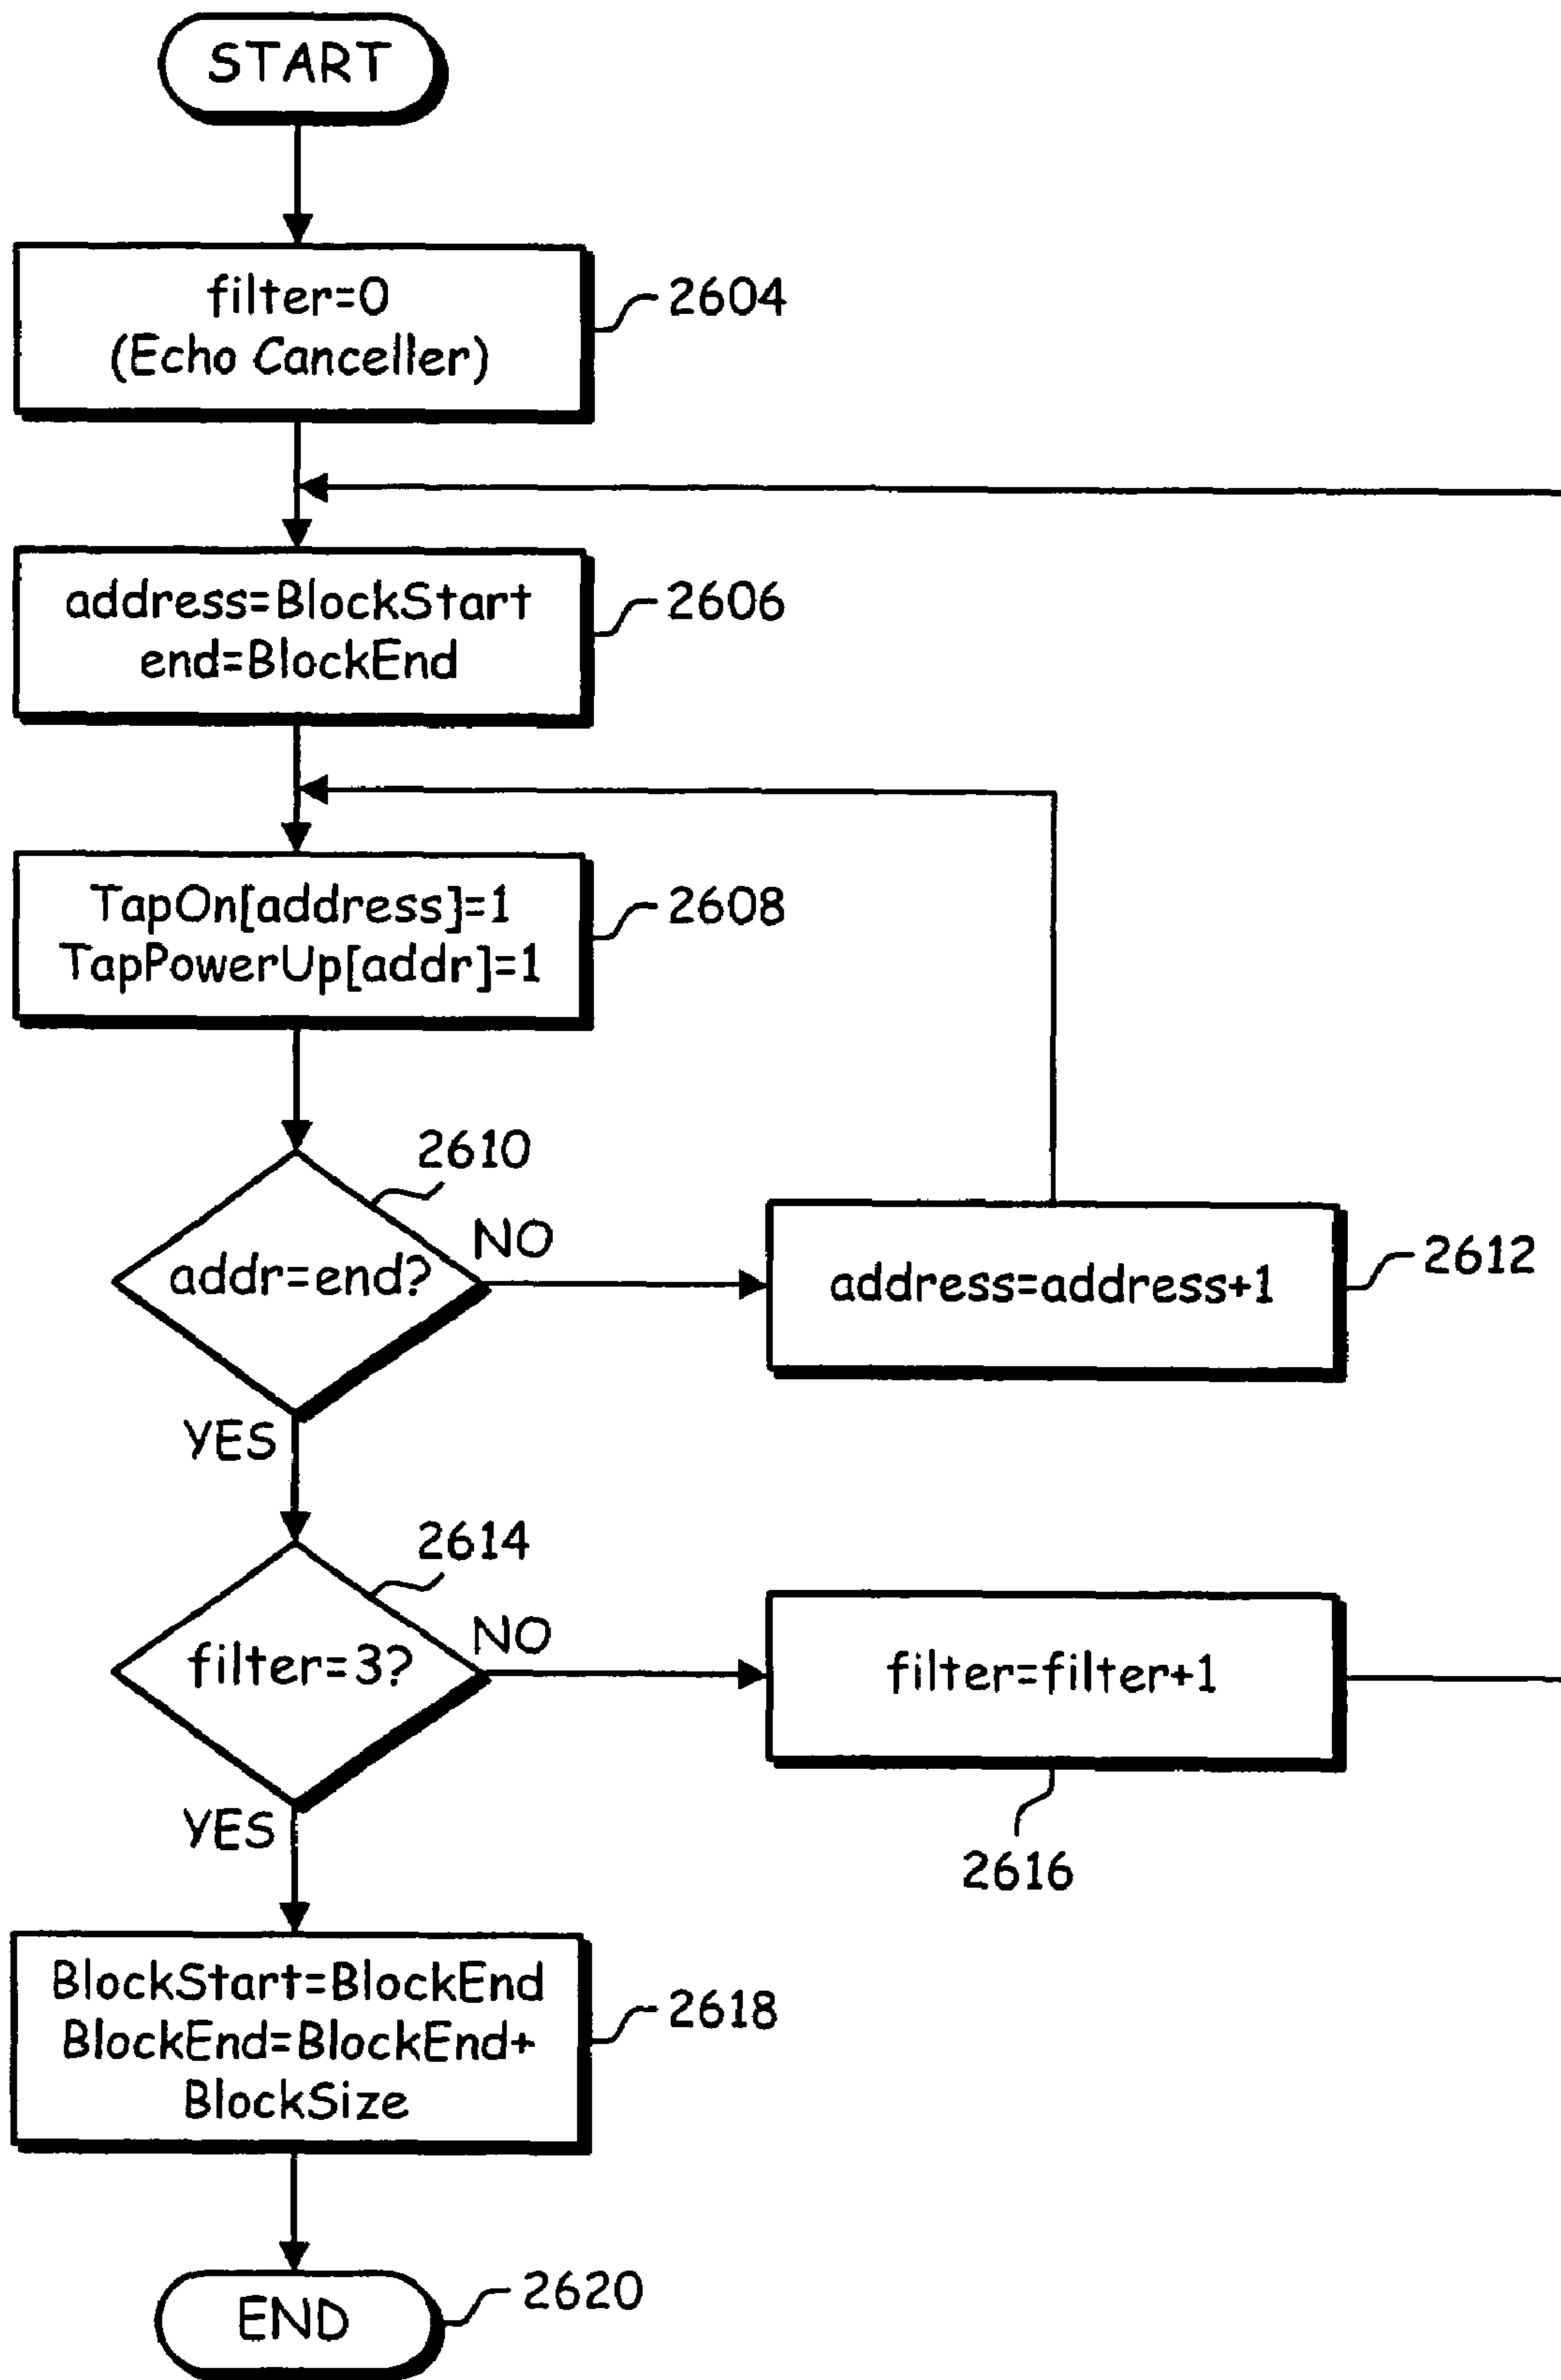 START
filter=0
(Echo Canceller)
2604
address=BlockStart
end=BlockEnd
2606
TapOn[address]=1
TapPowerUp[addr]=1
2608
2610
addr=end?
NO
address=address+1
2612
YES
2614
filter=3?
NO
filter=filter+1
2616
YES
BlockStart=BlockEnd
BlockEnd=BlockEnd+
BlockSize
2618
END
2620